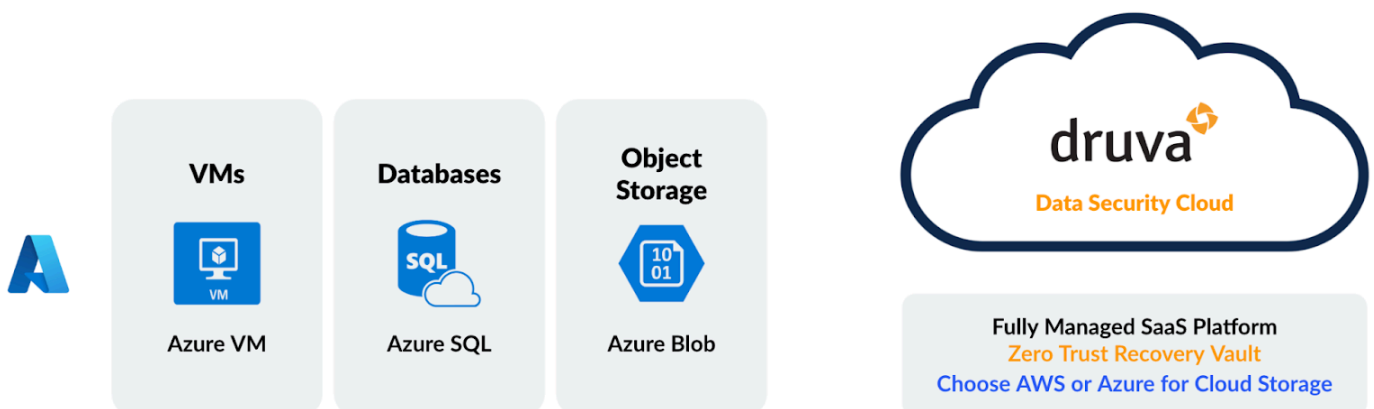 VMs
VM
Azure VM
Databases
SQL
Azure SQL
Object
Storage
10
01
Azure Blob
druva
Data Security Cloud
Fully Managed SaaS Platform
Zero Trust Recovery Vault
Choose AWS or Azure for Cloud Storage